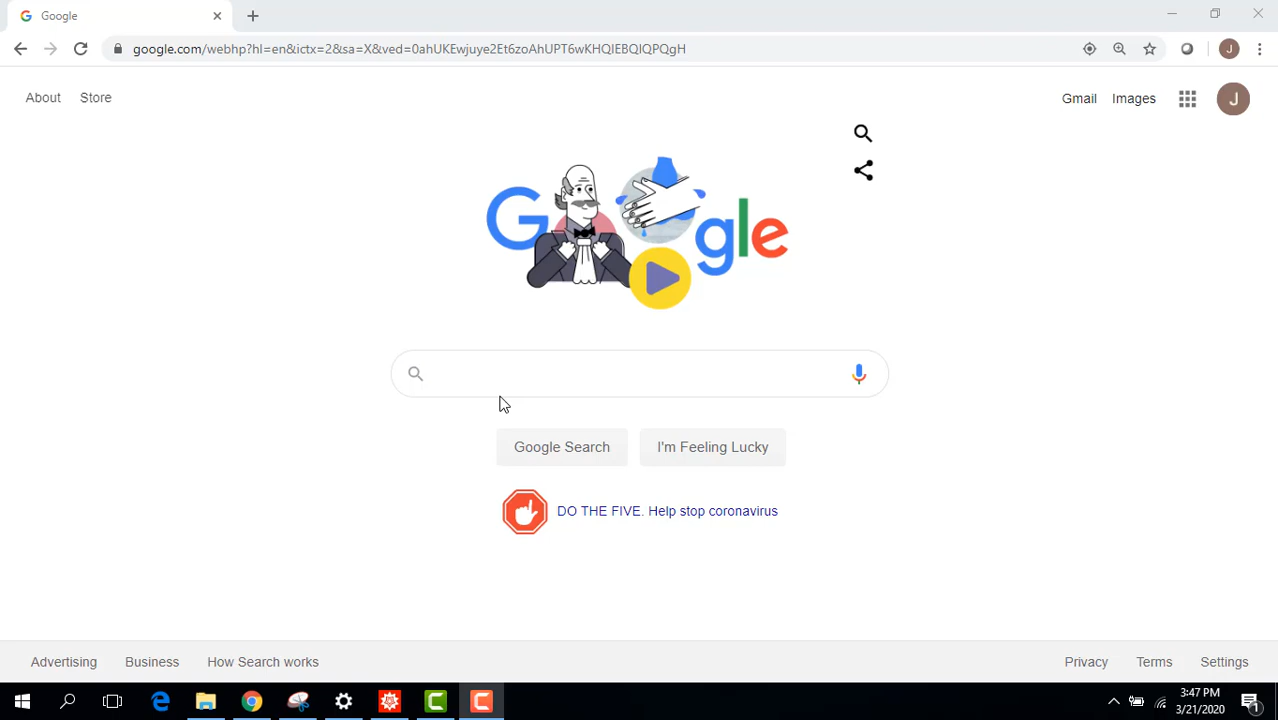 Google
google.com/webhp?hl=en&ictx=2&sa=X&ved=0ahUKEwjuye2Et6zoAhUPT6wKHQIEBQIQPQgH
J
About Store
Gmail Images J
G gle
Google Search I'm Feeling Lucky
DO THE FIVE. Help stop coronavirus
Advertising Business How Search works
Privacy Terms Settings
3:47 PM
3/21/2020
1